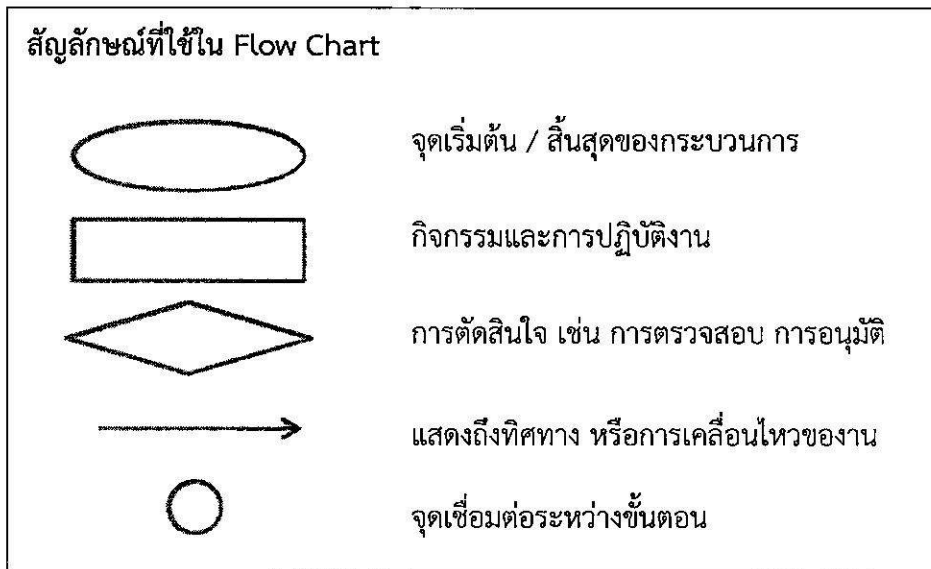 สัญลักษณ์ที่ใช้ใน Flow Chart
จุดเริ่มต้น / สิ้นสุดของกระบวนการ
กิจกรรมและการปฏิบัติงาน
การตัดสินใจ เช่น การตรวจสอบ การอนุมัติ
แสดงถึงทิศทาง หรือการเคลื่อนไหวของงาน
จุดเชื่อมต่อระหว่างขั้นตอน